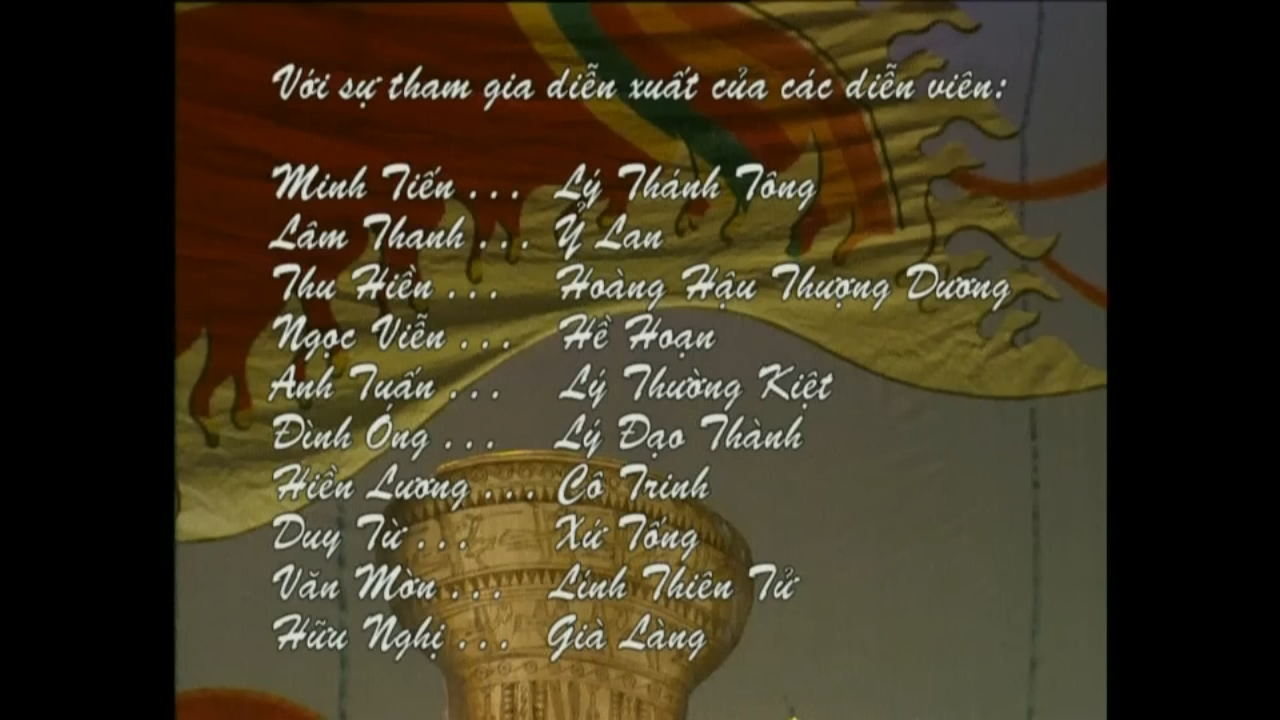 Với sự tham gia diễn xuất của các diễn viên:
Minh Tiến . . . Lý Thánh Tông
Lâm Thanh . . . Ỷ Lan
Thu Hiền . . . Hoàng Hậu Thượng Dương
Ngọc Viễn . . . Hề Hoạn
Anh Tuấn . . . Lý Thường Kiệt
Đình Óng . . . Lý Đạo Thành
Hiền Lương . . . Cô Trinh
Duy Từ . . . Xứ Tống
Văn Mờn . . . Lính Thiên Tử
Hữu Nghị . . . Già Làng